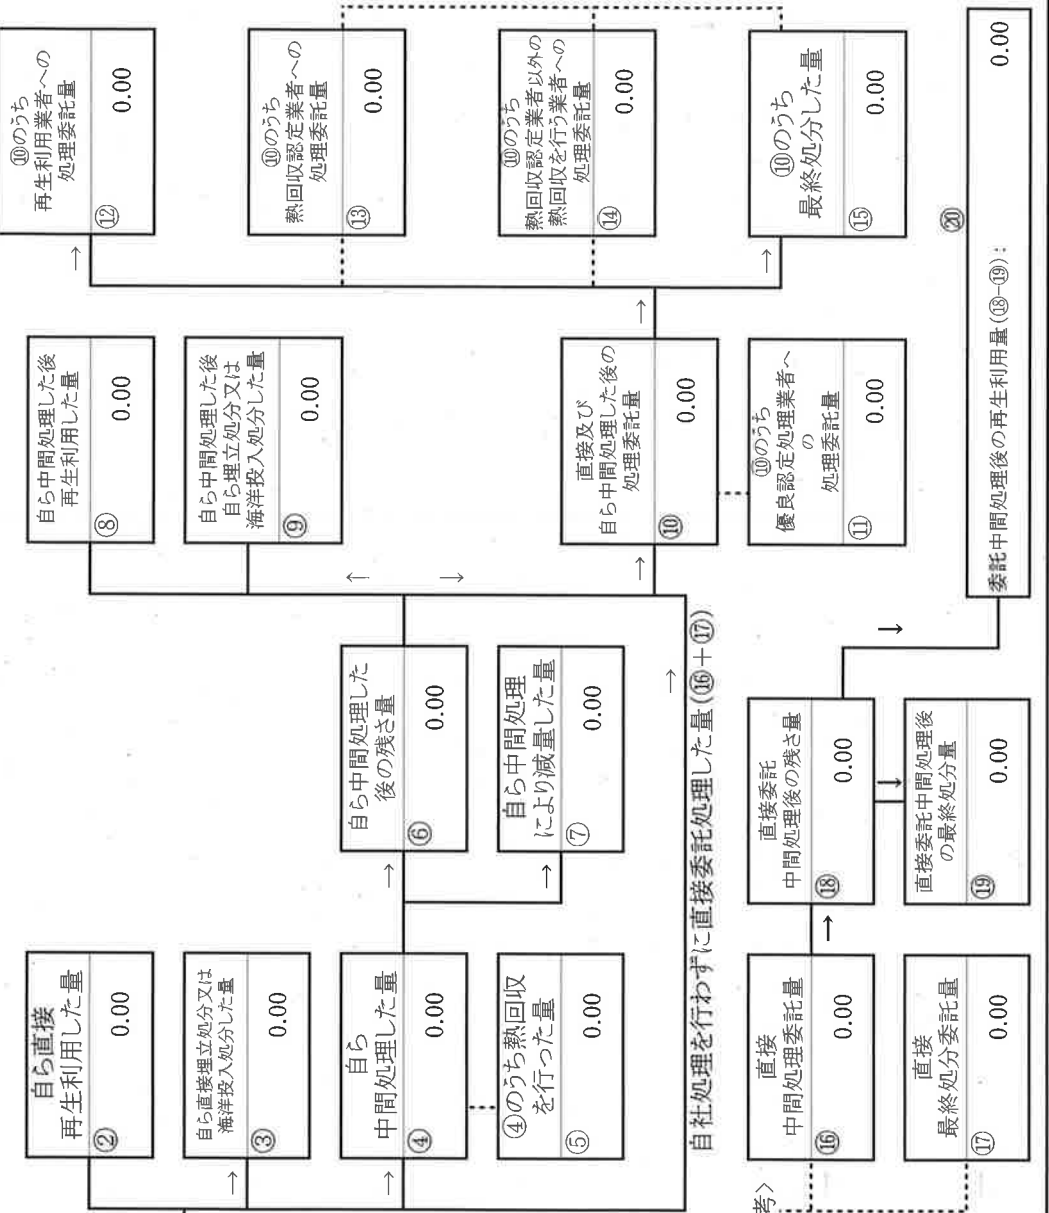 自ら直接
再生利用した量
②
0.00
自ら直接埋立処分又は
海洋投入処分した量
③
0.00
自ら
中間処理した量
④
0.00
④のうち熱回収
を行った量
⑤
0.00
自ら中間処理した
後の残さ量
⑥
0.00
自ら中間処理
により減量した量
⑦
0.00
自ら中間処理した後
再生利用した量
⑧
0.00
自ら中間処理した後
自ら埋立処分又は
海洋投入処分した量
⑨
0.00
直接及び
自ら中間処理した後の
処理委託量
⑩
0.00
⑩のうち
優良認定処理業者へ
の
処理委託量
⑪
0.00
⑩のうち
再生利用業者への
処理委託量
⑫
0.00
⑩のうち
熱回収認定業者への
処理委託量
⑬
0.00
⑩のうち
熱回収認定業者以外の
熱回収を行う業者への
処理委託量
⑭
0.00
⑩のうち
最終処分した量
⑮
0.00
自社処理を行わずに直接委託処理した量(⑯+⑰)
考>
直接
中間処理委託量
⑯
0.00
直接
最終処分委託量
⑰
0.00
直接委託
中間処理後の残さ量
⑱
0.00
直接委託中間処理後
の最終処分量
⑲
0.00
⑳
委託中間処理後の再生利用量(⑱-⑲):
0.00